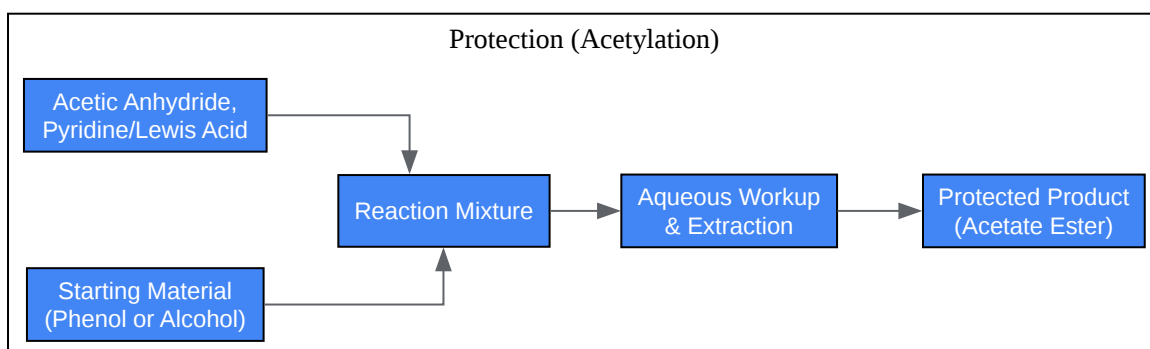 Protection (Acetylation)
Acetic Anhydride,
Pyridine/Lewis Acid
Reaction Mixture
Aqueous Workup
& Extraction
Protected Product
(Acetate Ester)
Starting Material
(Phenol or Alcohol)